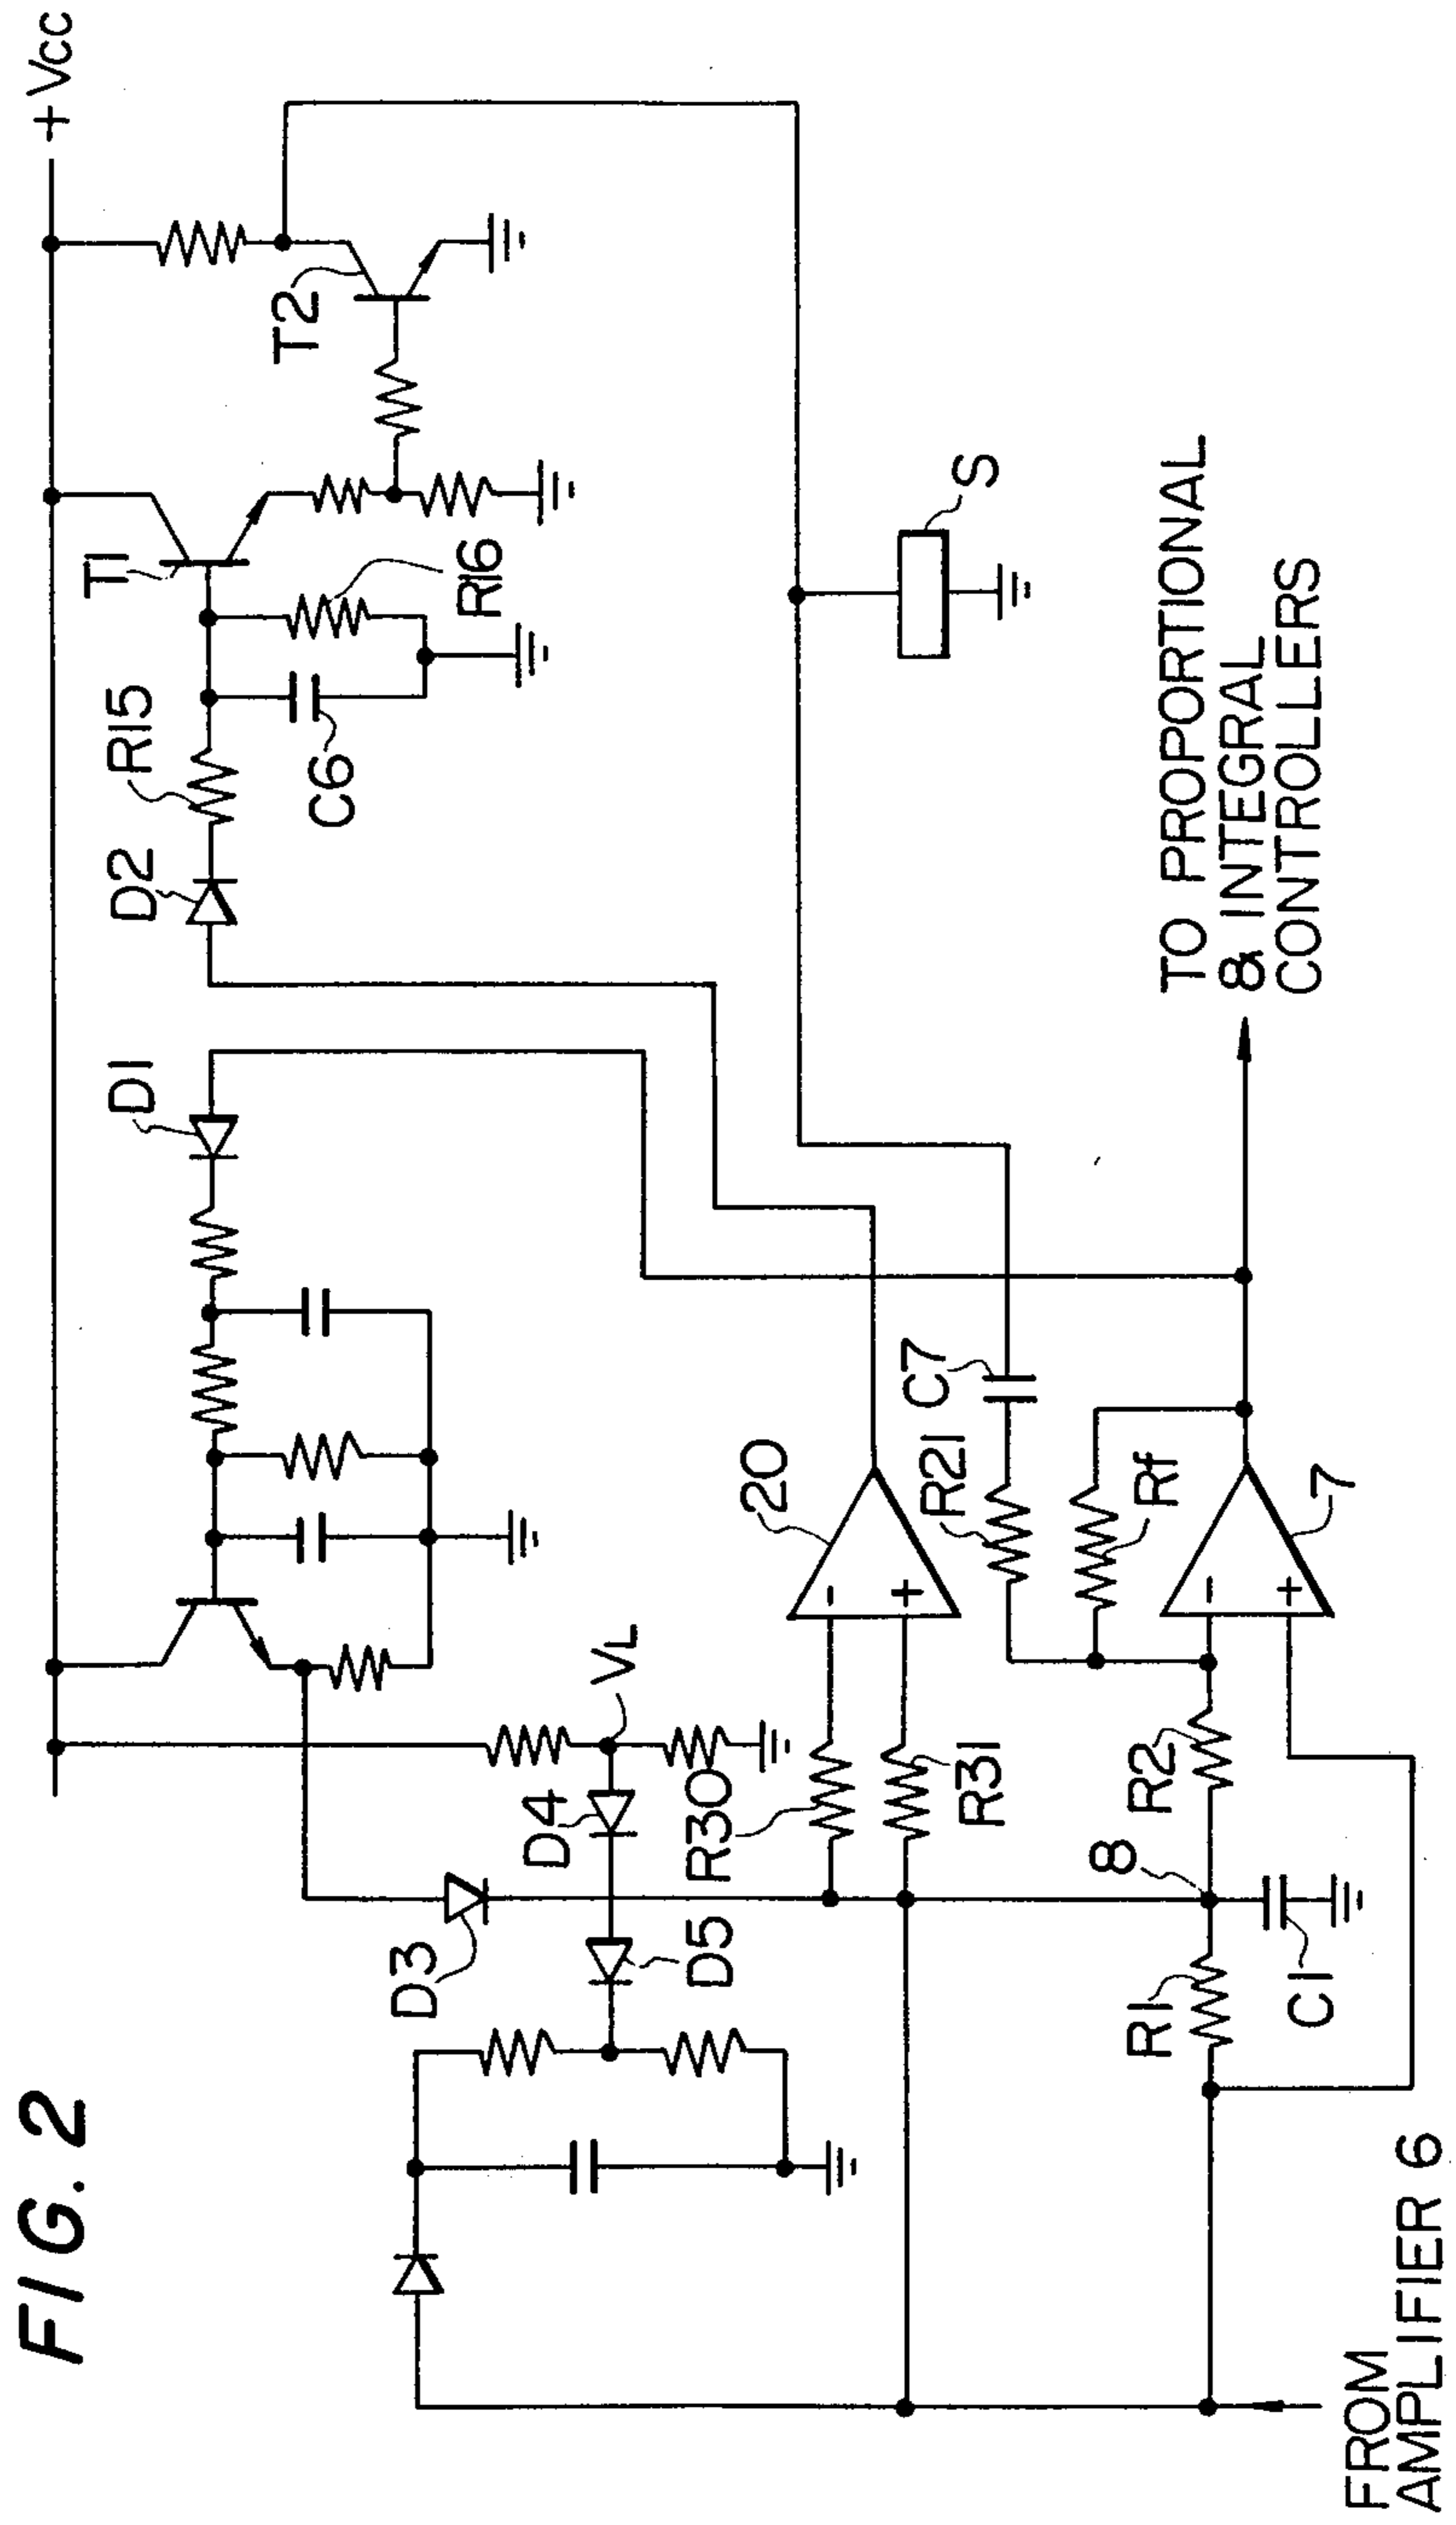 FIG. 2
+ Vcc
D3
D4
VL
D1
D2
R15
C6
T1
R16
T2
D5
R30
R31
20
C7
R21
Rf
S
R1
C1
8
R2
-
+
-
+
7
FROM
AMPLIFIER 6
TO PROPORTIONAL
& INTEGRAL
CONTROLLERS